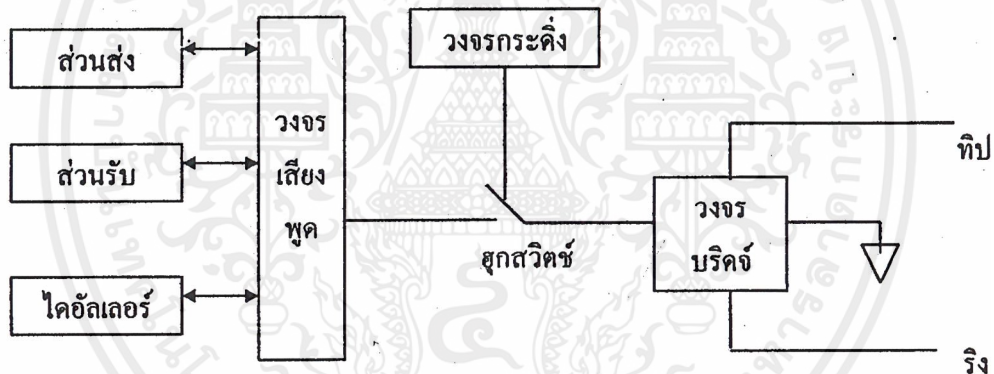 ส่วนส่ง
ส่วนรับ
ไดอัลเลอร์
วงจร
เสียง
พูด
วงจรกระดิ่ง
ฮุกสวิตช์
วงจร
บริดจ์
ทิป
ริง